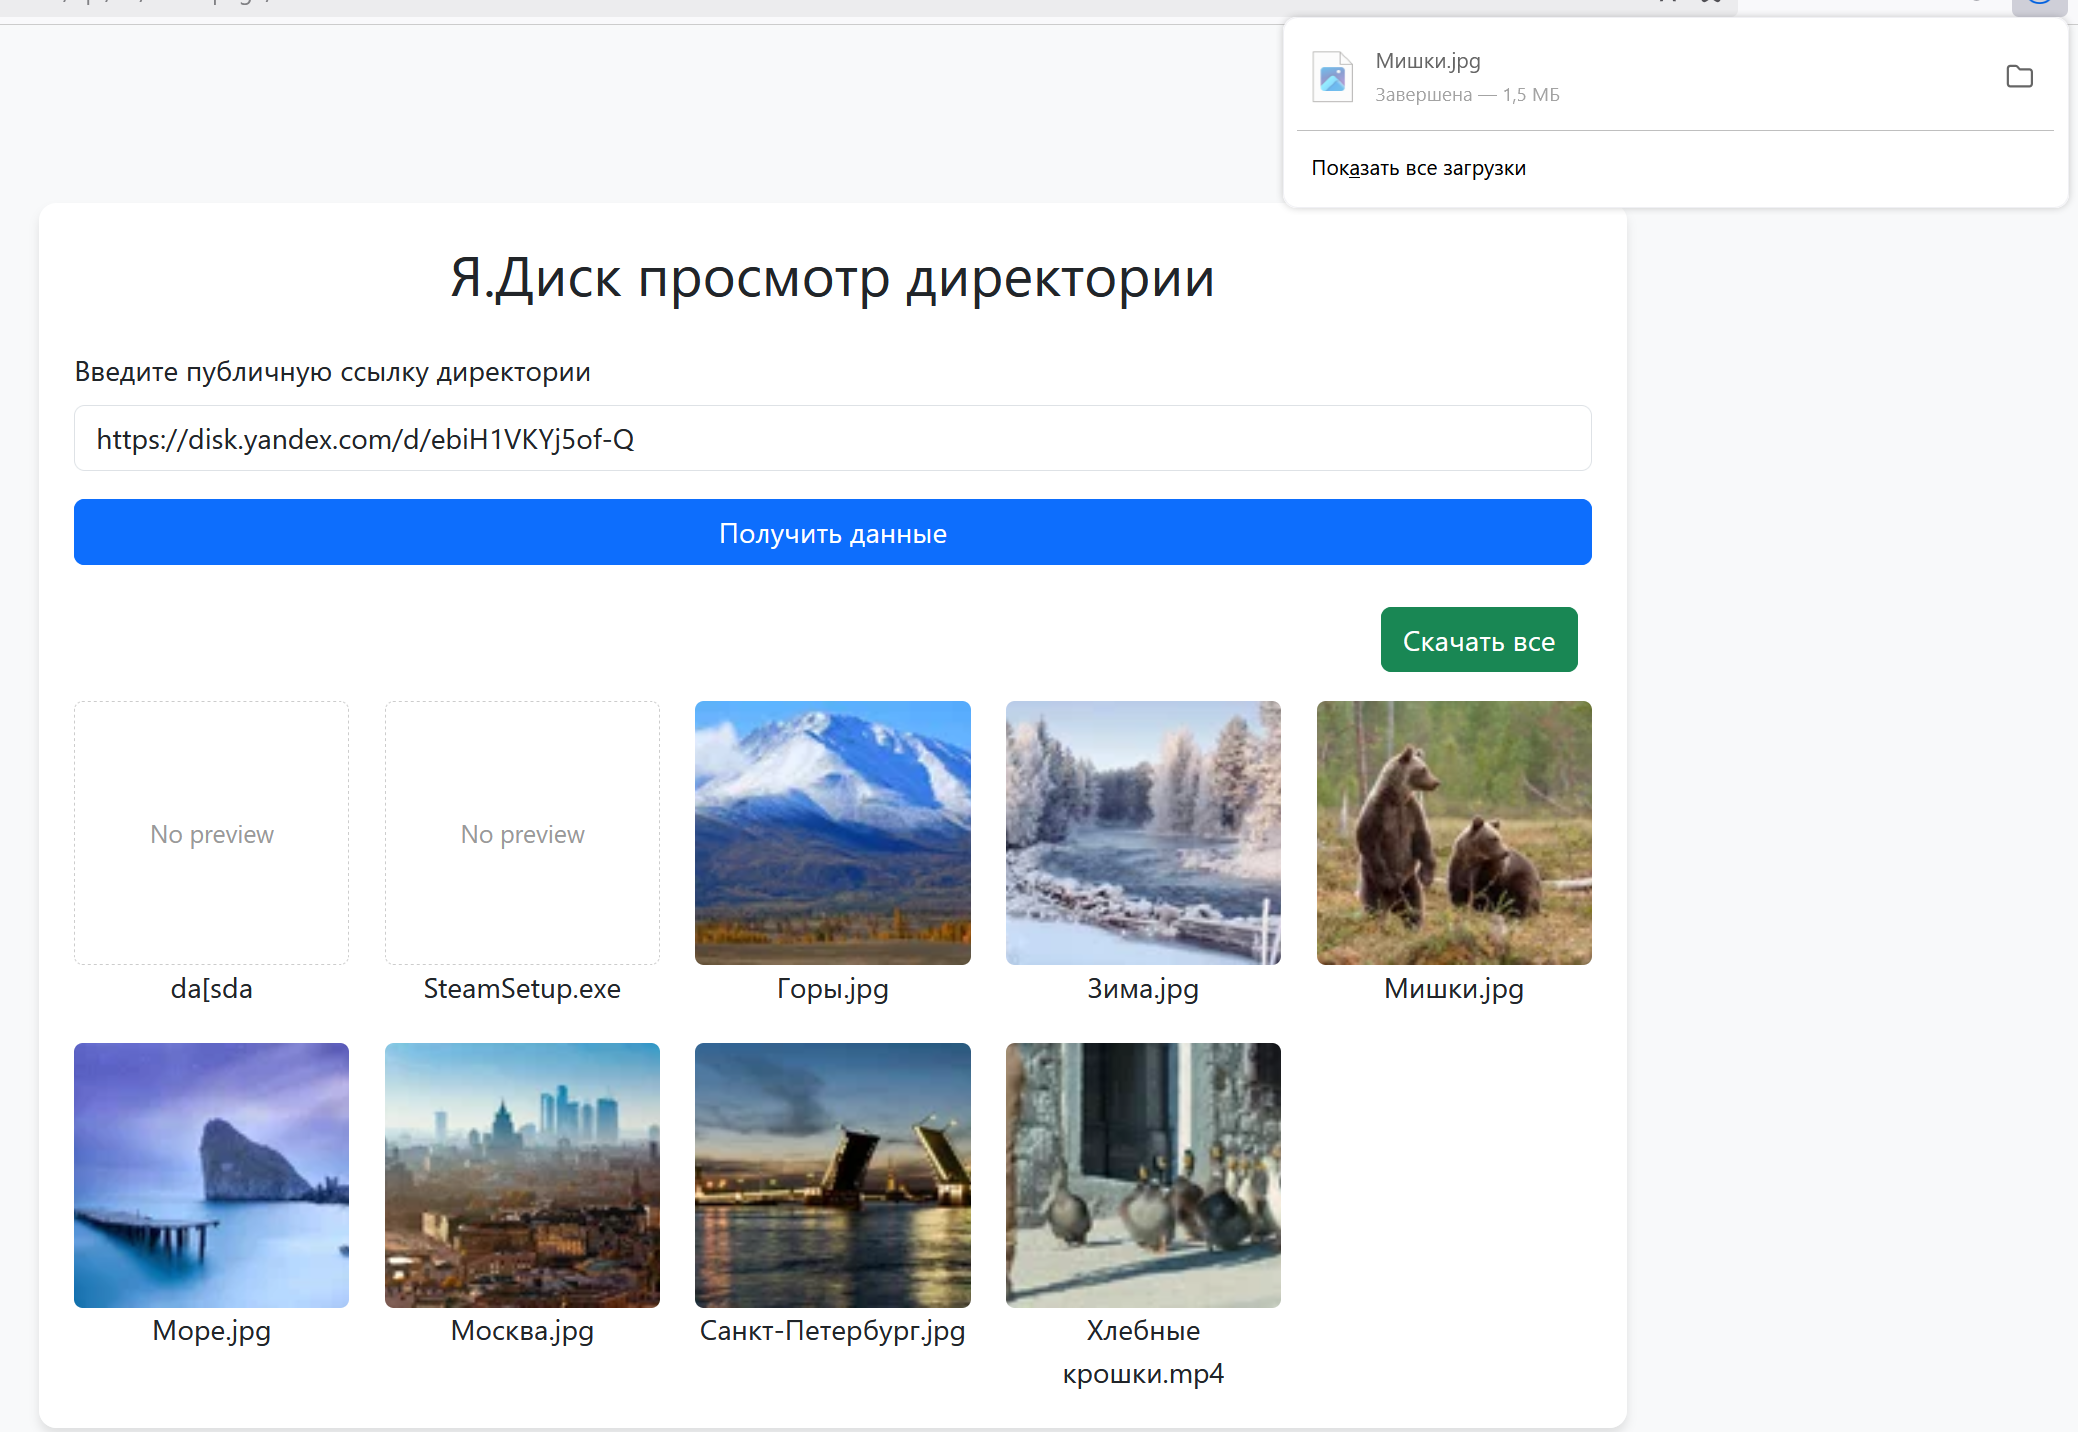 Мишки.jpg
Завершена — 1,5 МБ
Показать все загрузки
Я.Диск просмотр директории
Введите публичную ссылку директории
https://disk.yandex.com/d/ebiH1VKYj5of-Q
Получить данные
Скачать все
No preview
No preview
da[sda
SteamSetup.exe
Горы.jpg
Зима.jpg
Мишки.jpg
Море.jpg
Москва.jpg
Санкт-Петербург.jpg
Хлебные
крошки.mp4